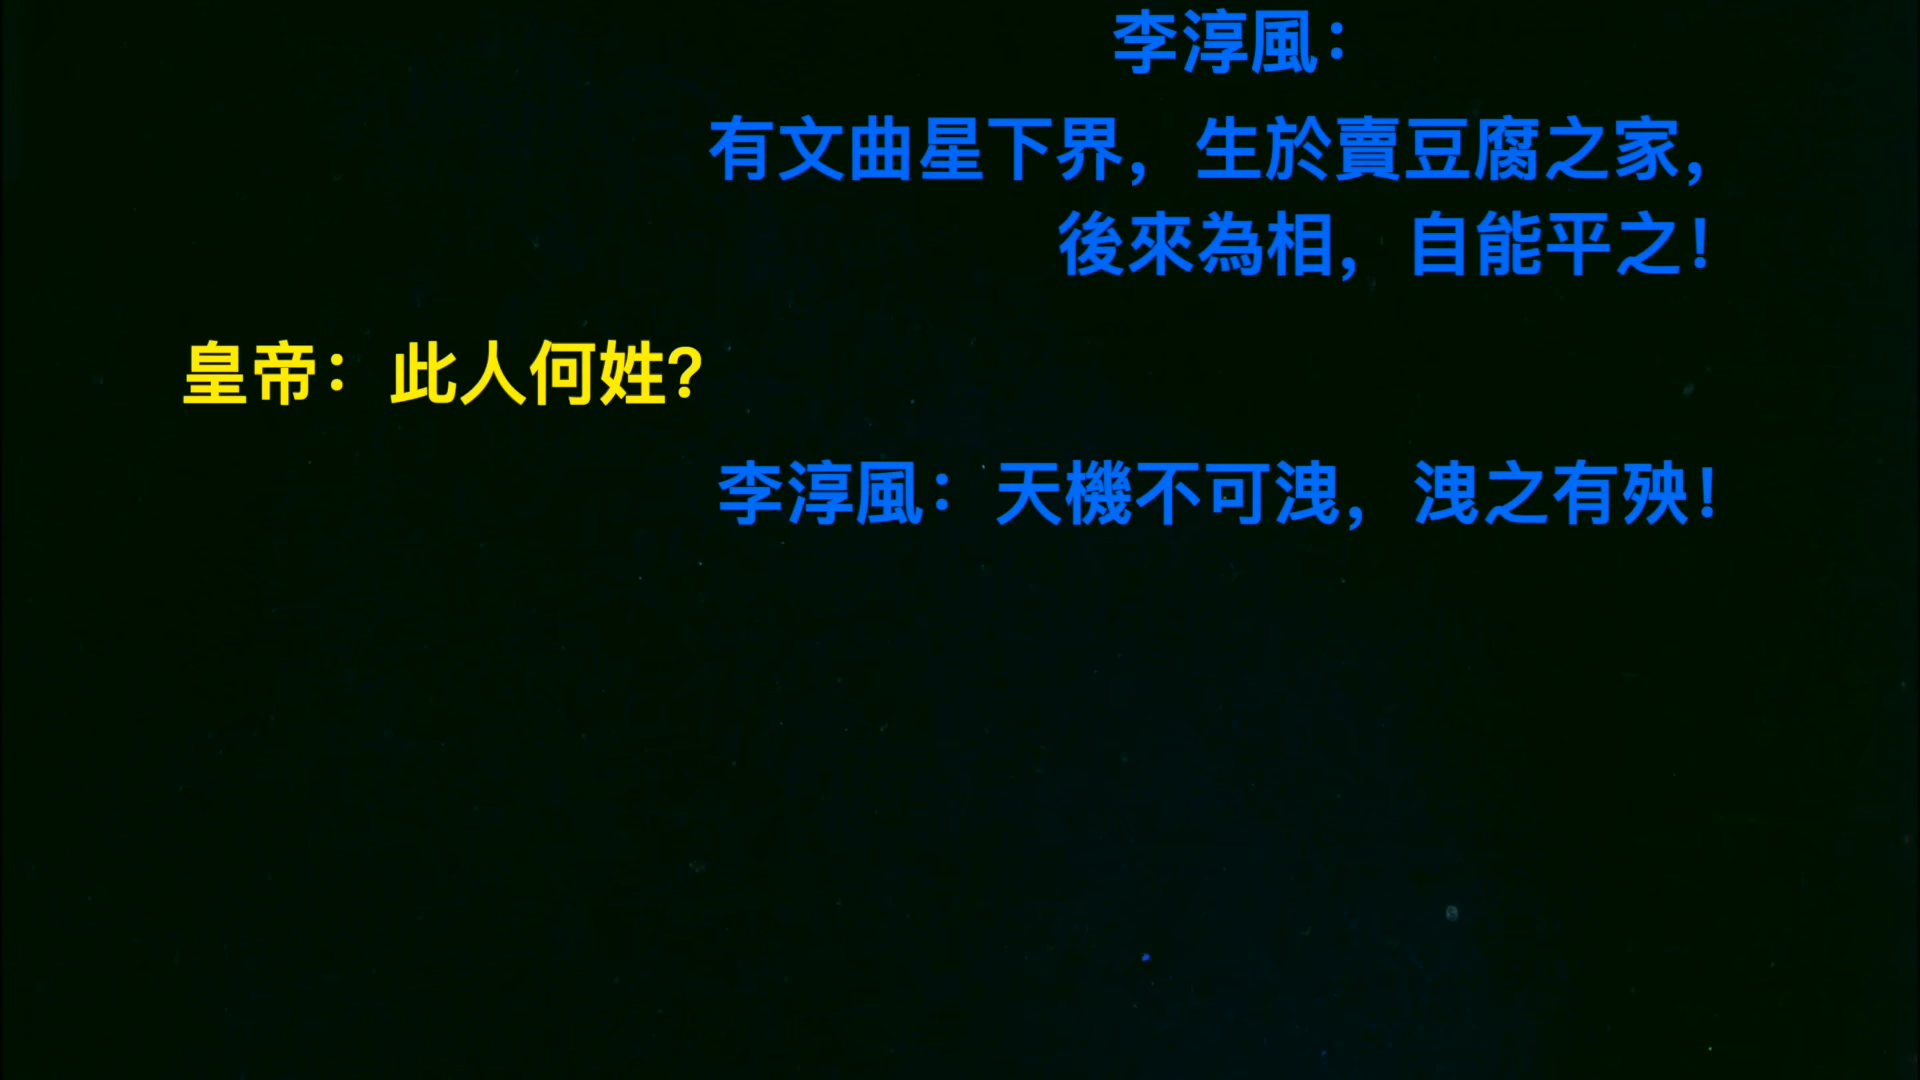 李淳風：
有文曲星下界，生於賣豆腐之家，
後來為相，自能平之！
皇帝：此人何姓？
李淳風：天機不可洩，洩之有殃！